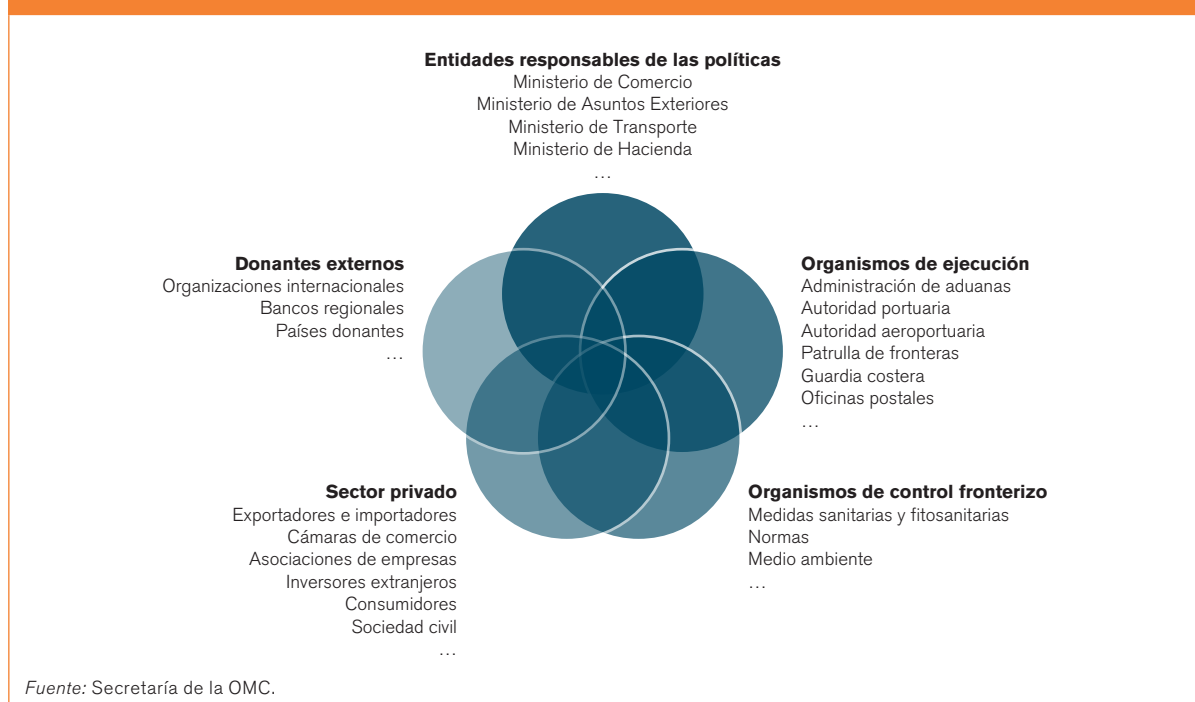 Entidades responsables de las políticas
Ministerio de Comercio
Ministerio de Asuntos Exteriores
Ministerio de Transporte
Ministerio de Hacienda
…
Donantes externos
Organizaciones internacionales
Bancos regionales
Países donantes
…
Organismos de ejecución
Administración de aduanas
Autoridad portuaria
Autoridad aeroportuaria
Patrulla de fronteras
Guardia costera
Oficinas postales
…
Sector privado
Exportadores e importadores
Cámaras de comercio
Asociaciones de empresas
Inversores extranjeros
Consumidores
Sociedad civil
…
Organismos de control fronterizo
Medidas sanitarias y fitosanitarias
Normas
Medio ambiente
…
Fuente: Secretaría de la OMC.